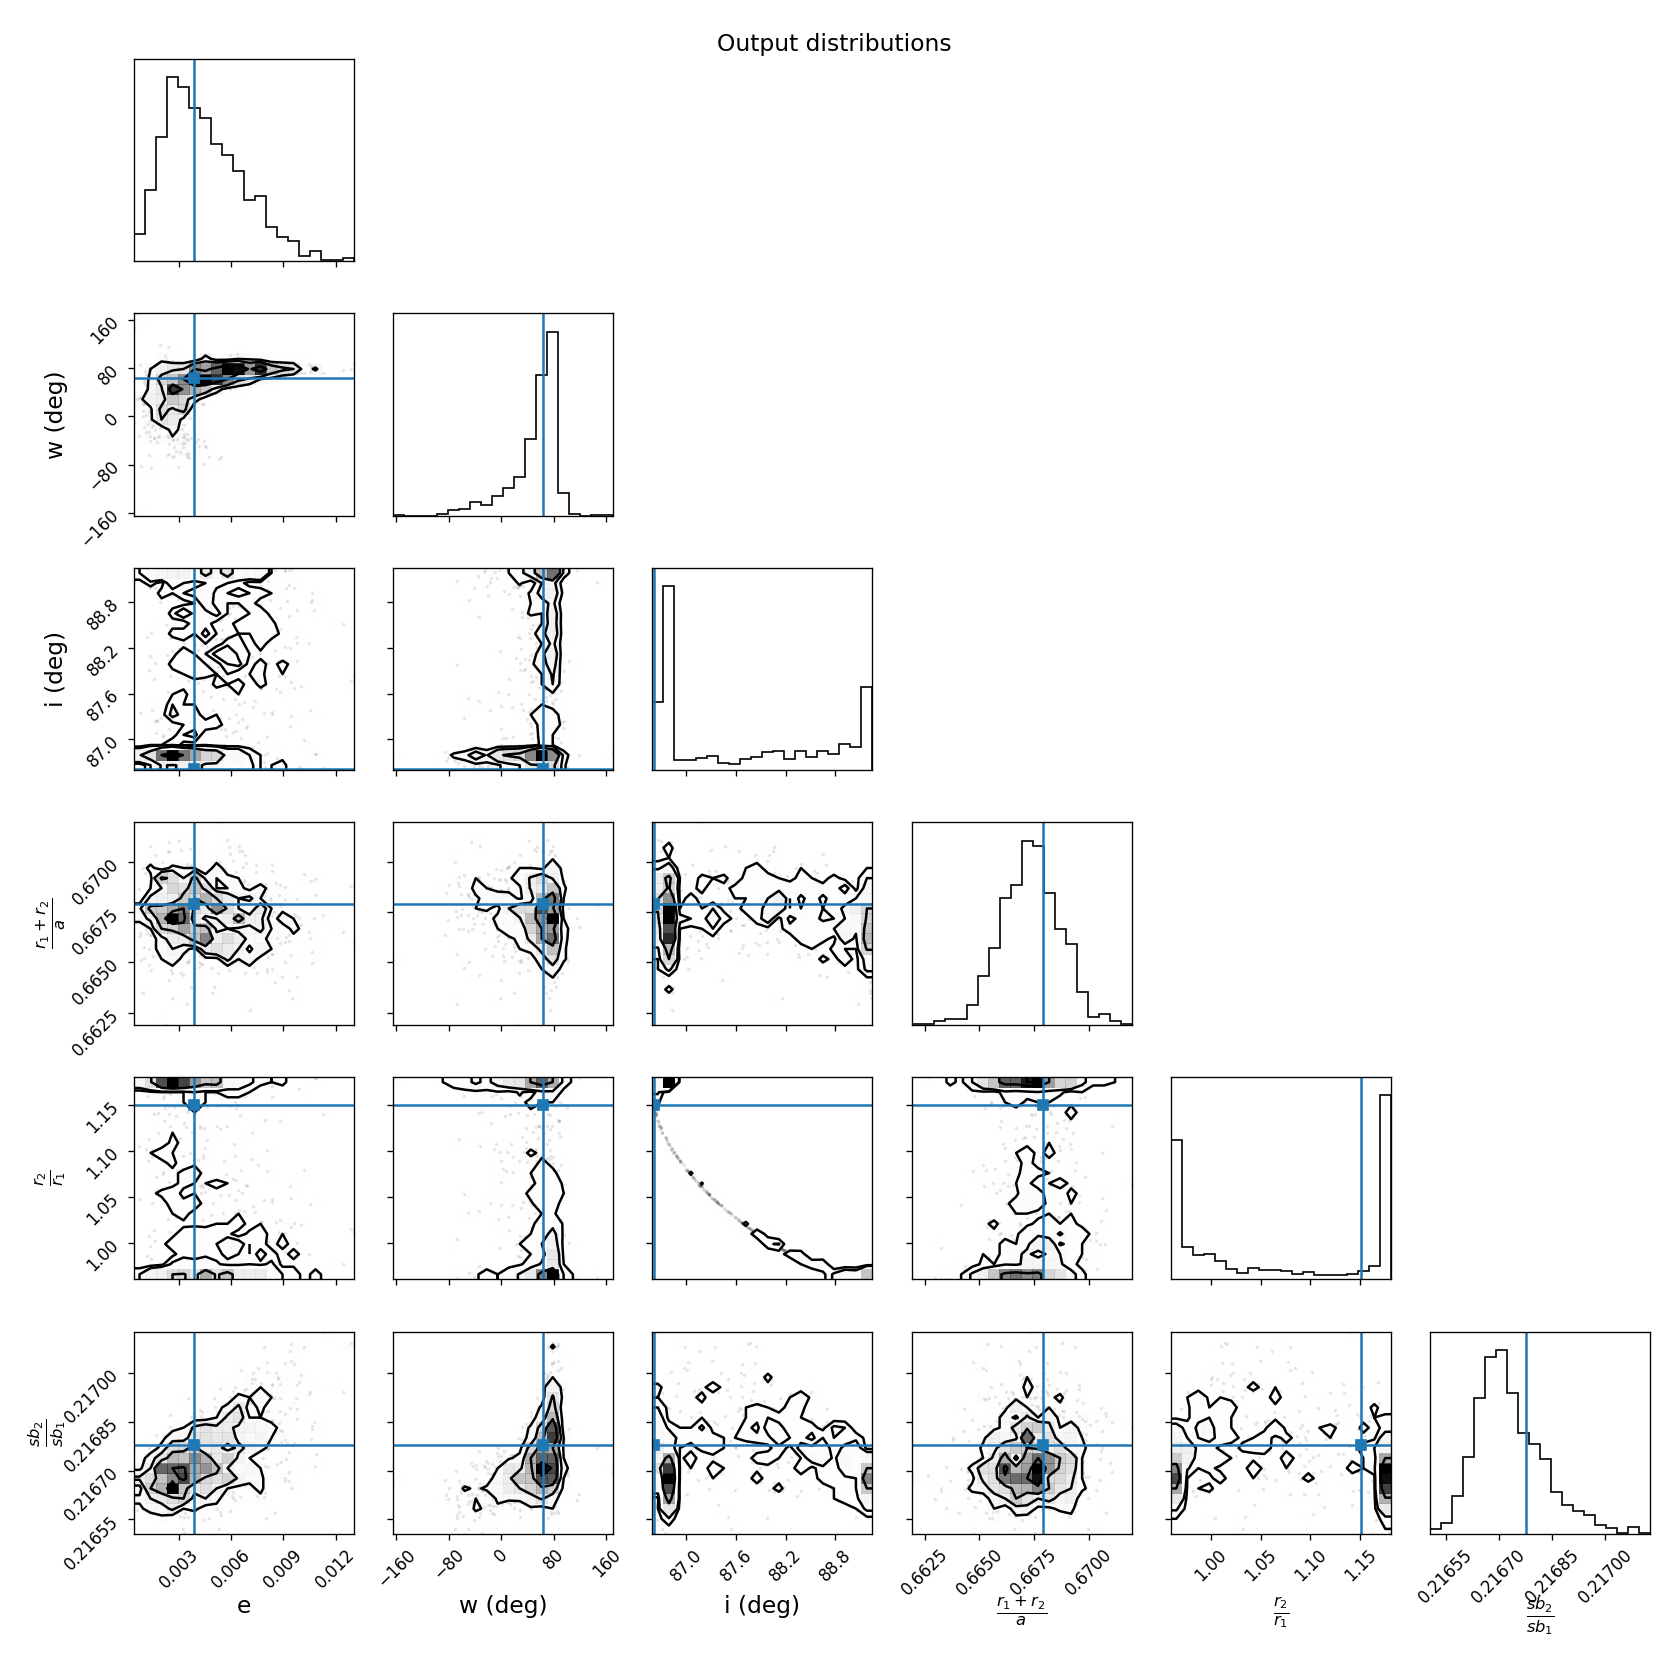 Output distributions
160
80
0
−80
−160
w (deg)
88.8
88.2
87.6
87.0
i (deg)
0.6700
0.6675
0.6650
0.6625
r₁ + r₂
a
1.15
1.10
1.05
1.00
r₂
r₁
0.21700
0.21685
0.21670
0.21655
sb₂
sb₁
0.003 0.006 0.009 0.012
e
−160 −80 0 80 160
w (deg)
87.0 87.6 88.2 88.8
i (deg)
0.6625 0.6650 0.6675 0.6700
r₁ + r₂
a
1.00 1.05 1.10 1.15
r₂
r₁
0.21655 0.21670 0.21685 0.21700
sb₂
sb₁